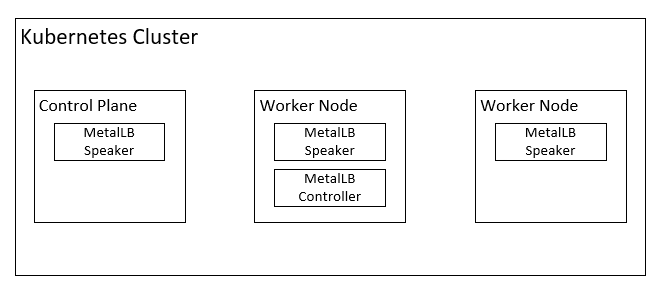 Kubernetes Cluster
Control Plane
MetalLB
Speaker
Worker Node
MetalLB
Speaker
MetalLB
Controller
Worker Node
MetalLB
Speaker